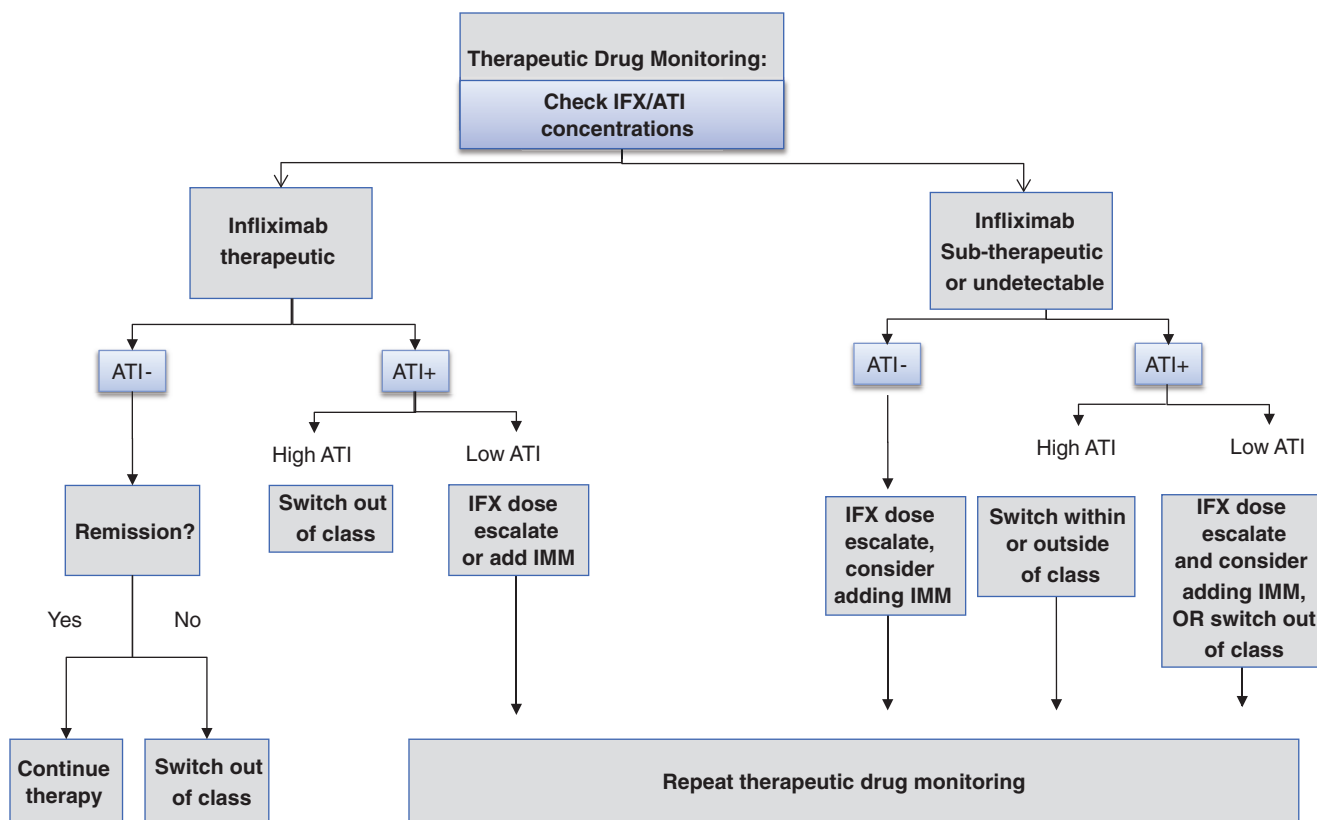 Therapeutic Drug Monitoring:
Check IFX/ATI
concentrations
Infliximab
therapeutic
Infliximab
Sub-therapeutic
or undetectable
ATI-
ATI+
ATI-
ATI+
High ATI
Low ATI
High ATI
Low ATI
Remission?
Switch out
of class
IFX dose
escalate
or add IMM
IFX dose
escalate,
consider
adding IMM
Switch within
or outside
of class
IFX dose
escalate
and consider
adding IMM,
OR switch out
of class
Yes
No
Continue
therapy
Switch out
of class
Repeat therapeutic drug monitoring